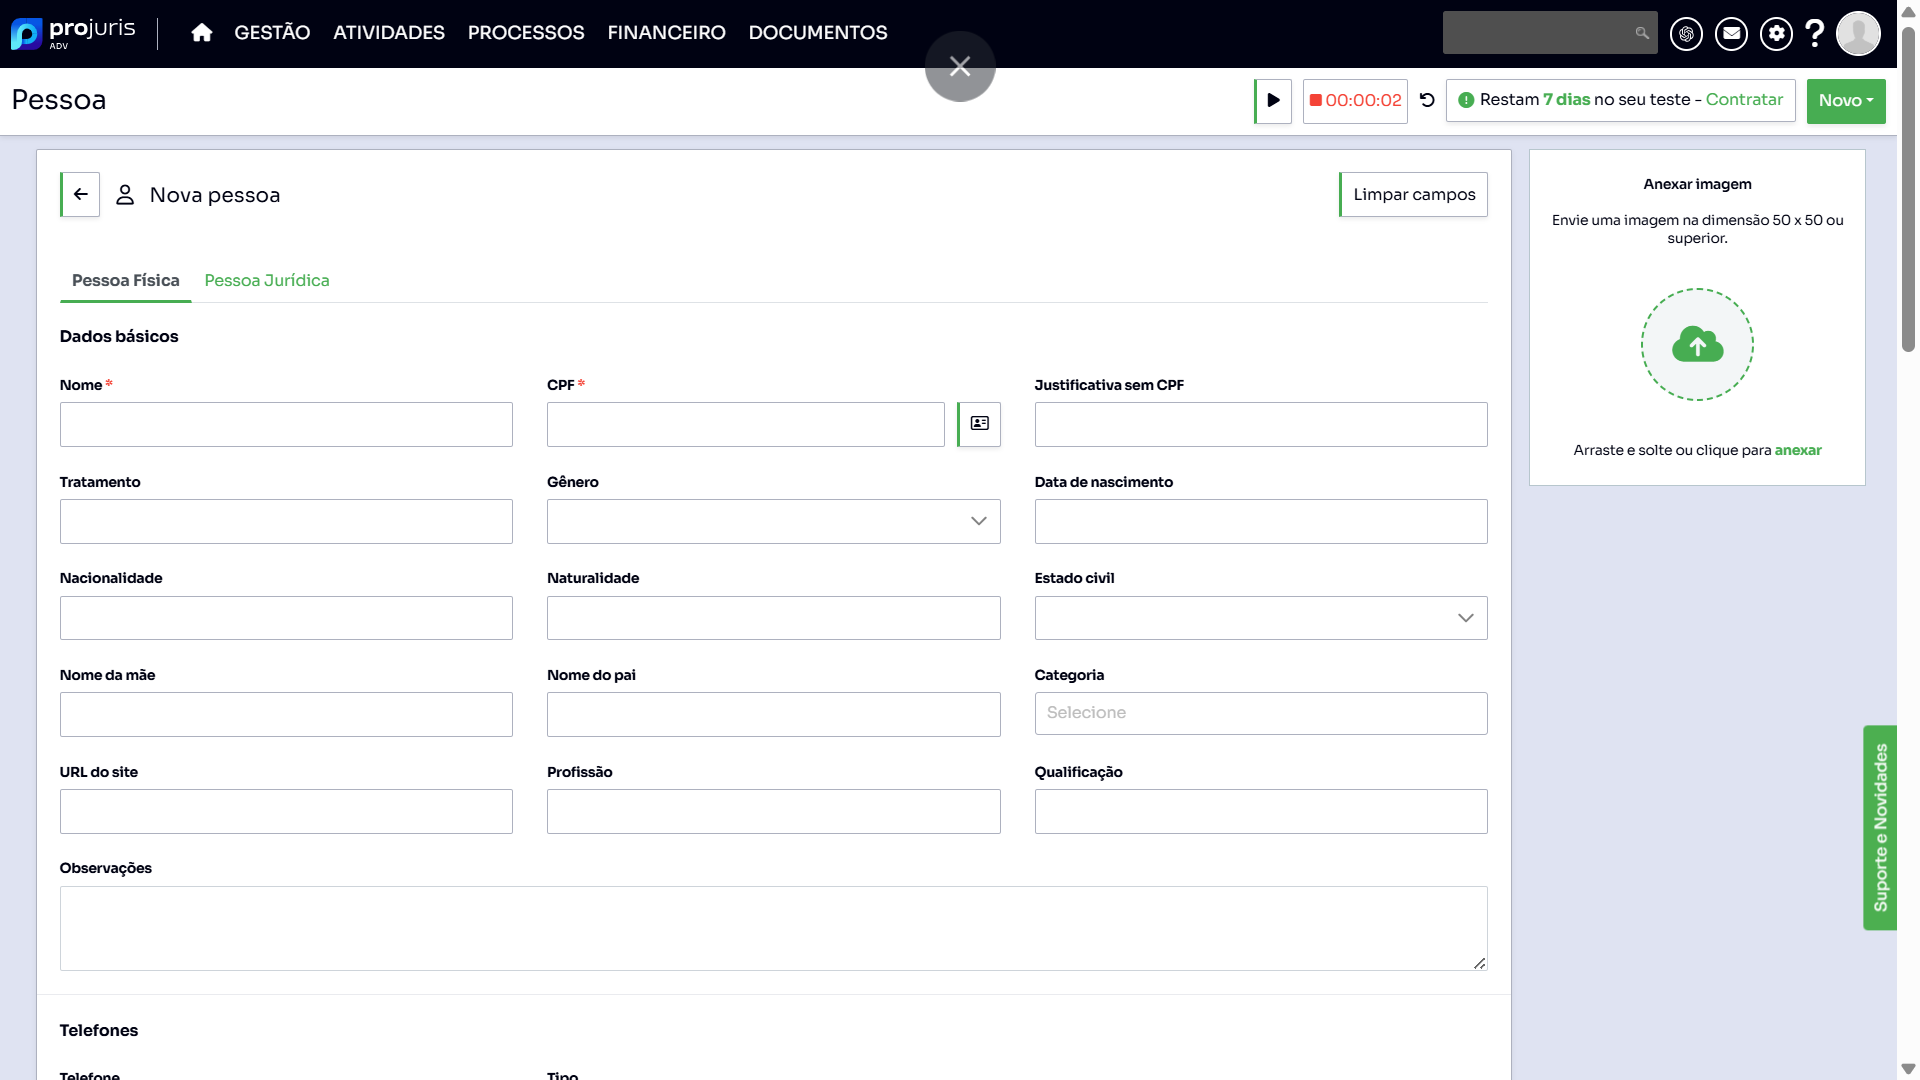 projuris
ADV
GESTÃO ATIVIDADES PROCESSOS FINANCEIRO DOCUMENTOS
Pessoa
00:00:02
Restam 7 dias no seu teste - Contratar
Novo
Nova pessoa
Limpar campos
Anexar imagem
Envie uma imagem na dimensão 50 x 50 ou
superior.
Arraste e solte ou clique para anexar
Pessoa Física Pessoa Jurídica
Dados básicos
Nome * CPF * Justificativa sem CPF
Tratamento Gênero Data de nascimento
Nacionalidade Naturalidade Estado civil
Nome da mãe Nome do pai Categoria
Selecione
URL do site Profissão Qualificação
Observações
Suporte e Novidades
Telefones
Telefone Tipo